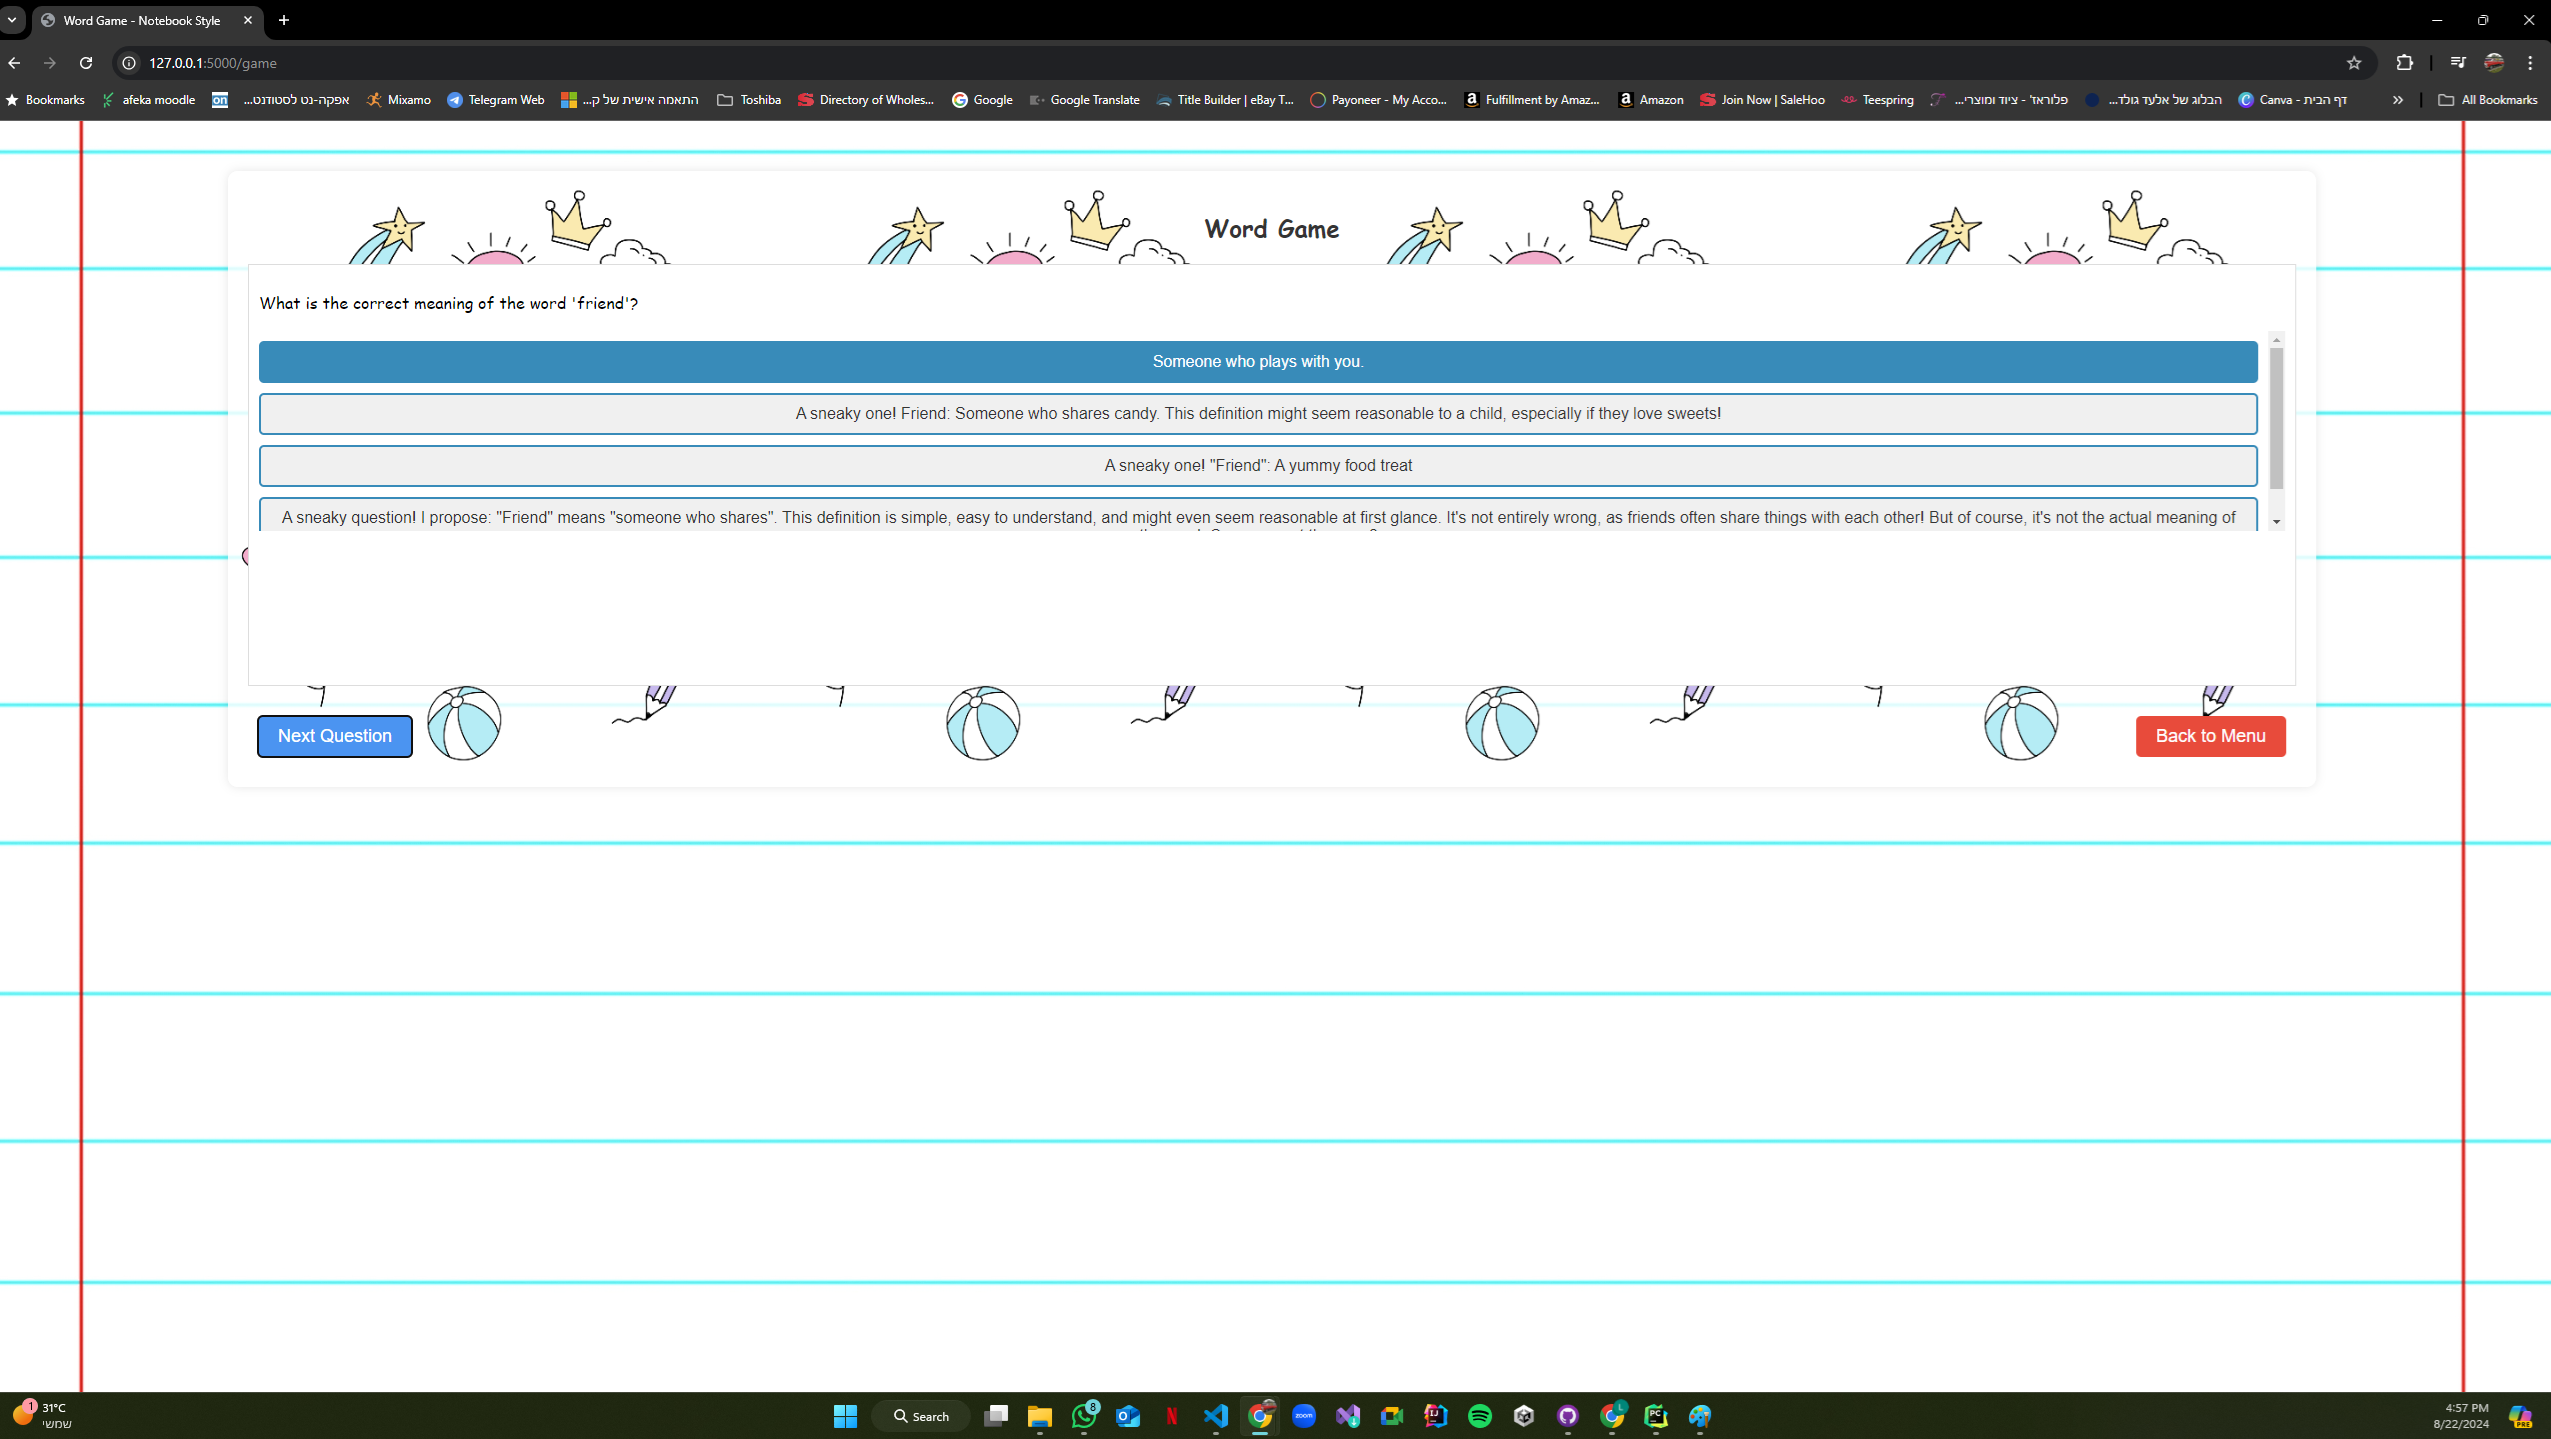 Word Game - Notebook Style
127.0.0.1:5000/game
Bookmarks
afeka moodle
on
אפקה-נט לסטודנט...
Mixamo
Telegram Web
התאמה אישית של ק...
Toshiba
Directory of Wholes...
Google
Google Translate
Title Builder | eBay T...
Payoneer - My Acco...
Fulfillment by Amaz...
Amazon
Join Now | SaleHoo
Teespring
פלוראז' - ציוד ומוצרי...
הבלוג של אלעד גולד...
Canva - דף הבית
All Bookmarks
Word Game
What is the correct meaning of the word 'friend'?
Someone who plays with you.
A sneaky one! Friend: Someone who shares candy. This definition might seem reasonable to a child, especially if they love sweets!
A sneaky one! "Friend": A yummy food treat
A sneaky question! I propose: "Friend" means "someone who shares". This definition is simple, easy to understand, and might even seem reasonable at first glance. It's not entirely wrong, as friends often share things with each other! But of course, it's not the actual meaning of
Next Question
Back to Menu
1
31°C
שמשי
Search
8
zoom
4:57 PM
8/22/2024
PRE